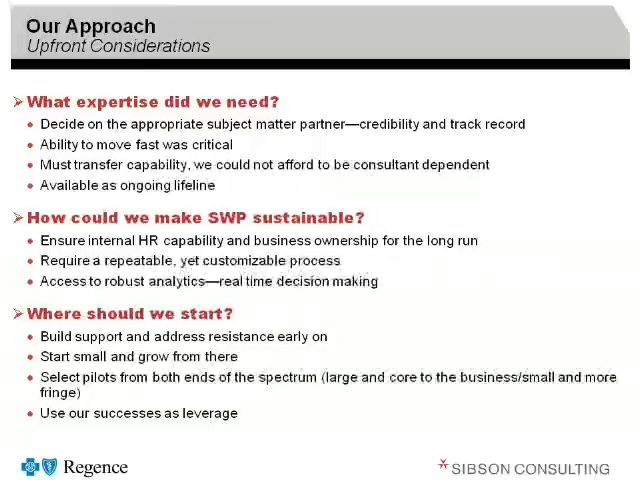 Our Approach
Upfront Considerations
What expertise did we need?
Decide on the appropriate subject matter partner—credibility and track record
Ability to move fast was critical
Must transfer capability, we could not afford to be consultant dependent
Available as ongoing lifeline
How could we make SWP sustainable?
Ensure internal HR capability and business ownership for the long run
Require a repeatable, yet customizable process
Access to robust analytics—real time decision making
Where should we start?
Build support and address resistance early on
Start small and grow from there
Select pilots from both ends of the spectrum (large and core to the business/small and more
fringe)
Use our successes as leverage
Regence
SIBSON CONSULTING